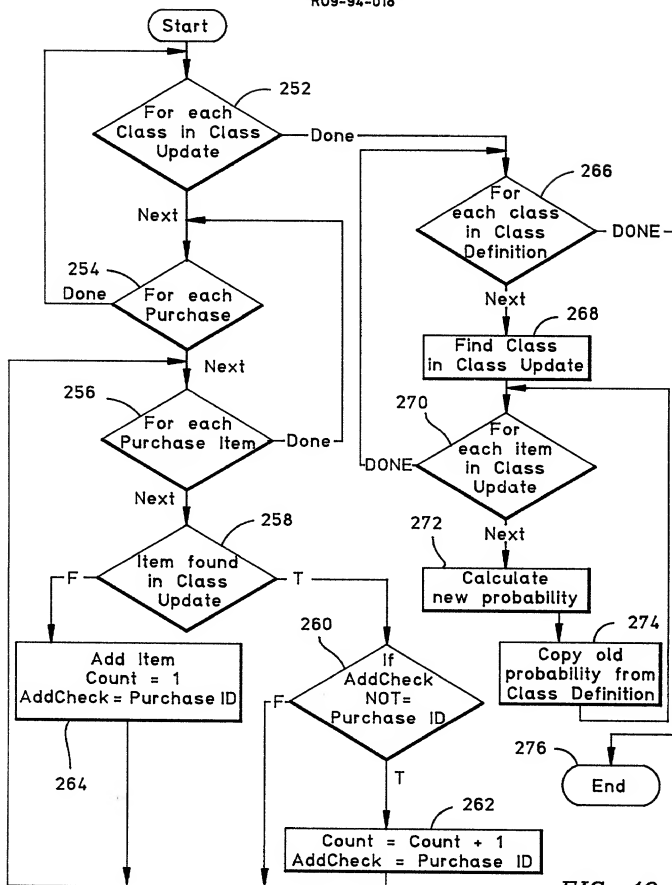 RO9-94-018
Start
252
For each
Class in Class
Update
Done
266
For
each class
in Class
Definition
DONE
Next
254
Done
For each
Purchase
Next
268
Find Class
in Class Update
Next
256
For each
Purchase Item
Done
270
For
each item
in Class
Update
DONE
Next
258
Item found
in Class
Update
F
T
Next
272
Calculate
new probability
274
Copy old
probability from
Class Definition
260
If
AddCheck
NOT=
Purchase ID
F
T
Add Item
Count = 1
AddCheck = Purchase ID
264
276
End
262
Count = Count + 1
AddCheck = Purchase ID